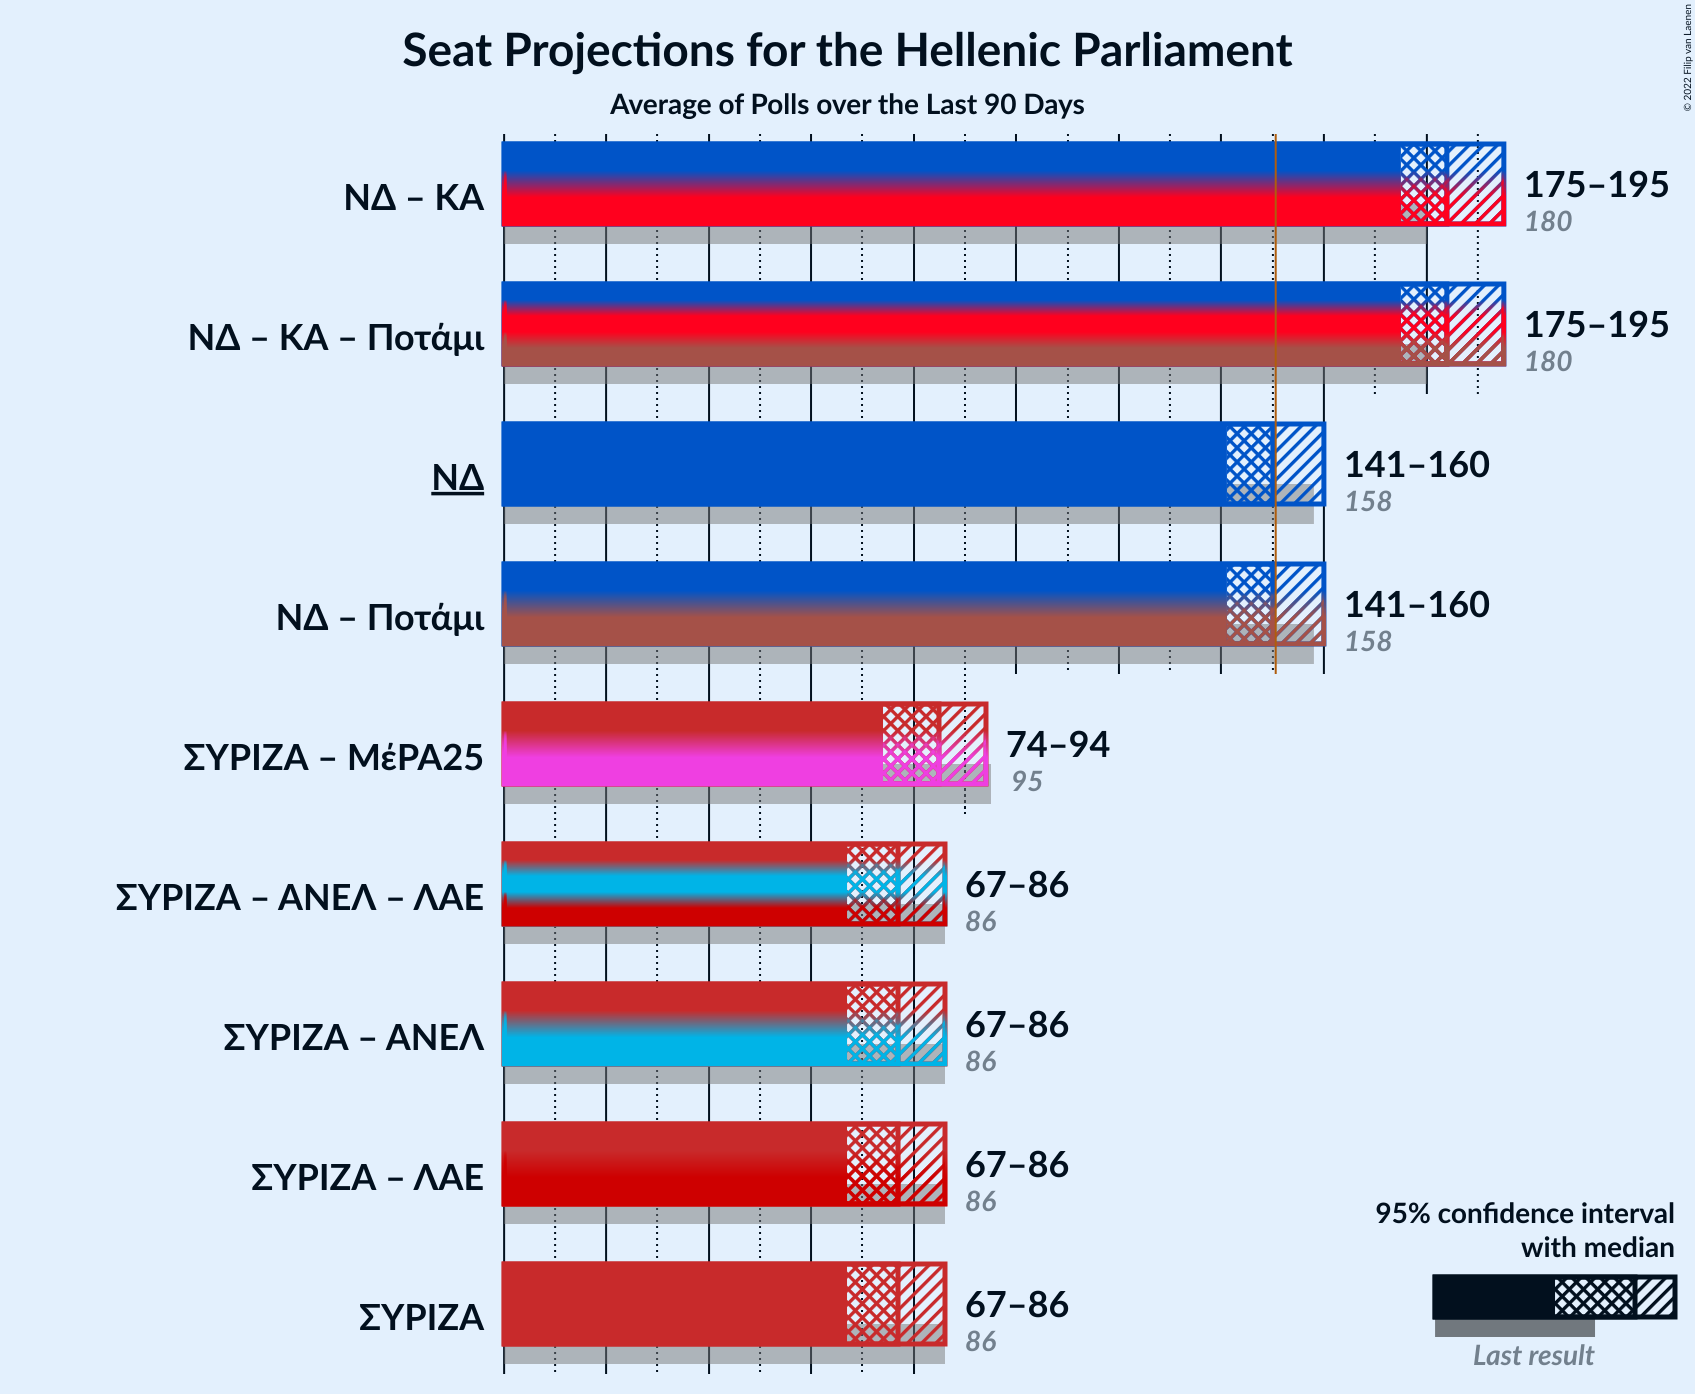 Seat Projections for the Hellenic Parliament
Average of Polls over the Last 90 Days
© 2022 Filip van Laenen
ΝΔ – ΚΑ
175–195
180
ΝΔ – ΚΑ – Ποτάμι
175–195
180
ΝΔ
141–160
158
ΝΔ – Ποτάμι
141–160
158
ΣΥΡΙΖΑ – ΜέΡΑ25
74–94
95
ΣΥΡΙΖΑ – ΑΝΕΛ – ΛΑΕ
67–86
86
ΣΥΡΙΖΑ – ΑΝΕΛ
67–86
86
ΣΥΡΙΖΑ – ΛΑΕ
67–86
86
ΣΥΡΙΖΑ
67–86
86
95% confidence interval
with median
Last result